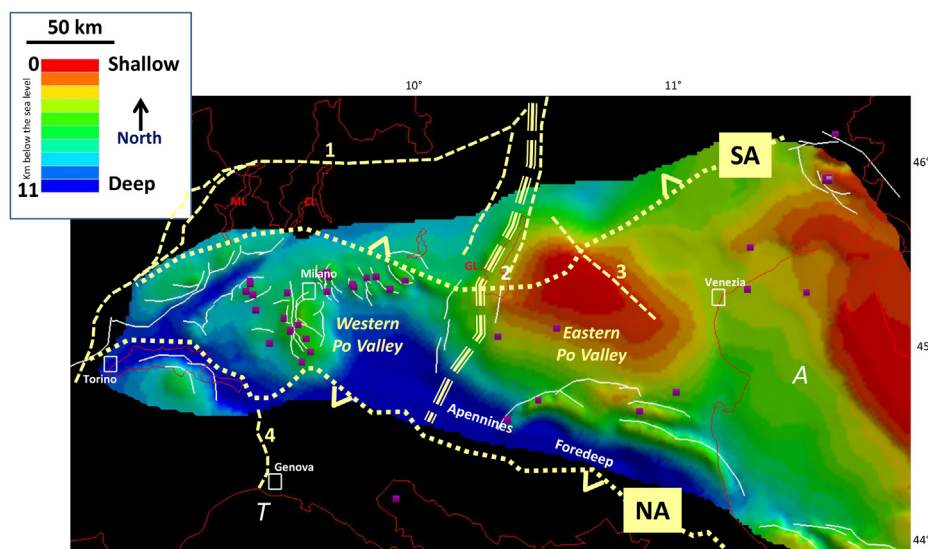 50 km
0
Shallow
Km below the sea level
North
11
Deep
10°
11°
1
SA
46°
ML
CL
Milano
GL
2
3
Venezia
Western
Po Valley
Eastern
Po Valley
45°
Torino
A
Apennines
4
Foredeep
Genova
T
NA
44°